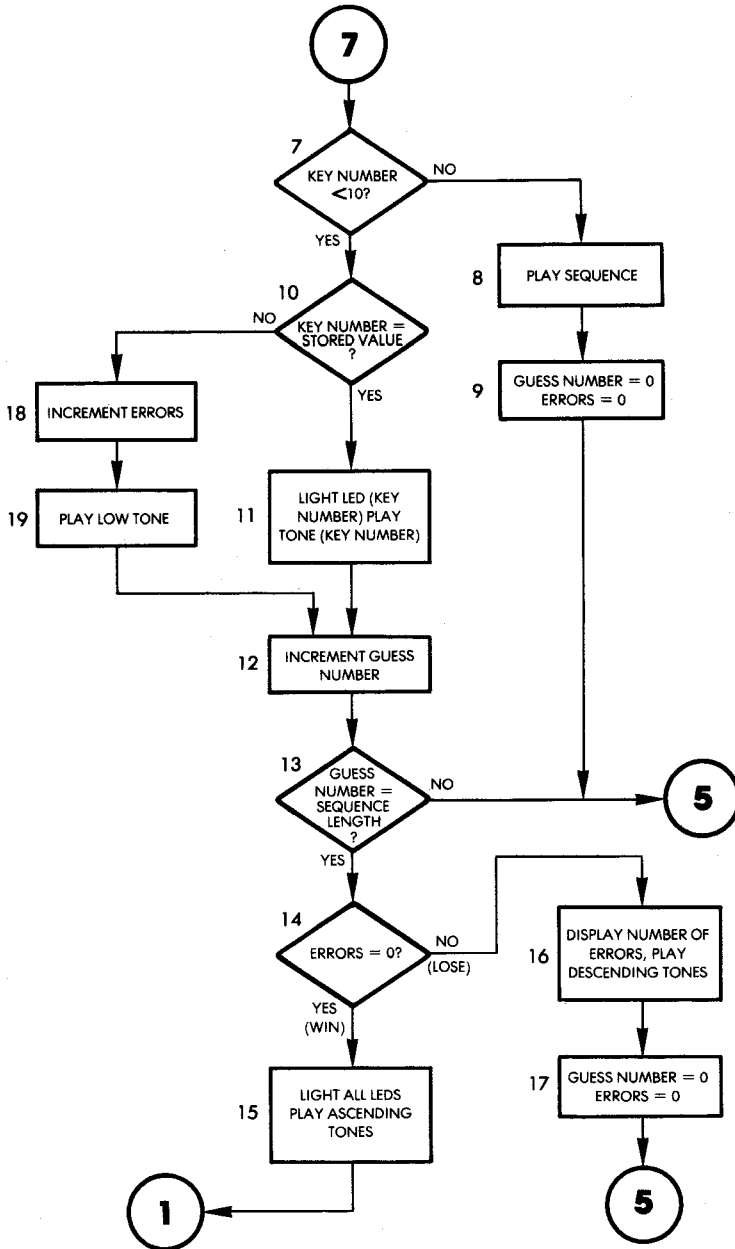 7
7
KEY NUMBER
<10?
NO
YES
8
PLAY SEQUENCE
10
KEY NUMBER =
STORED VALUE
?
NO
YES
9
GUESS NUMBER = 0
ERRORS = 0
18
INCREMENT ERRORS
19
PLAY LOW TONE
11
LIGHT LED (KEY
NUMBER) PLAY
TONE (KEY NUMBER)
12
INCREMENT GUESS
NUMBER
13
GUESS
NUMBER =
SEQUENCE
LENGTH
?
NO
5
YES
14
ERRORS = 0?
NO
(LOSE)
16
DISPLAY NUMBER OF
ERRORS, PLAY
DESCENDING TONES
YES
(WIN)
15
LIGHT ALL LEDS
PLAY ASCENDING
TONES
17
GUESS NUMBER = 0
ERRORS = 0
1
5